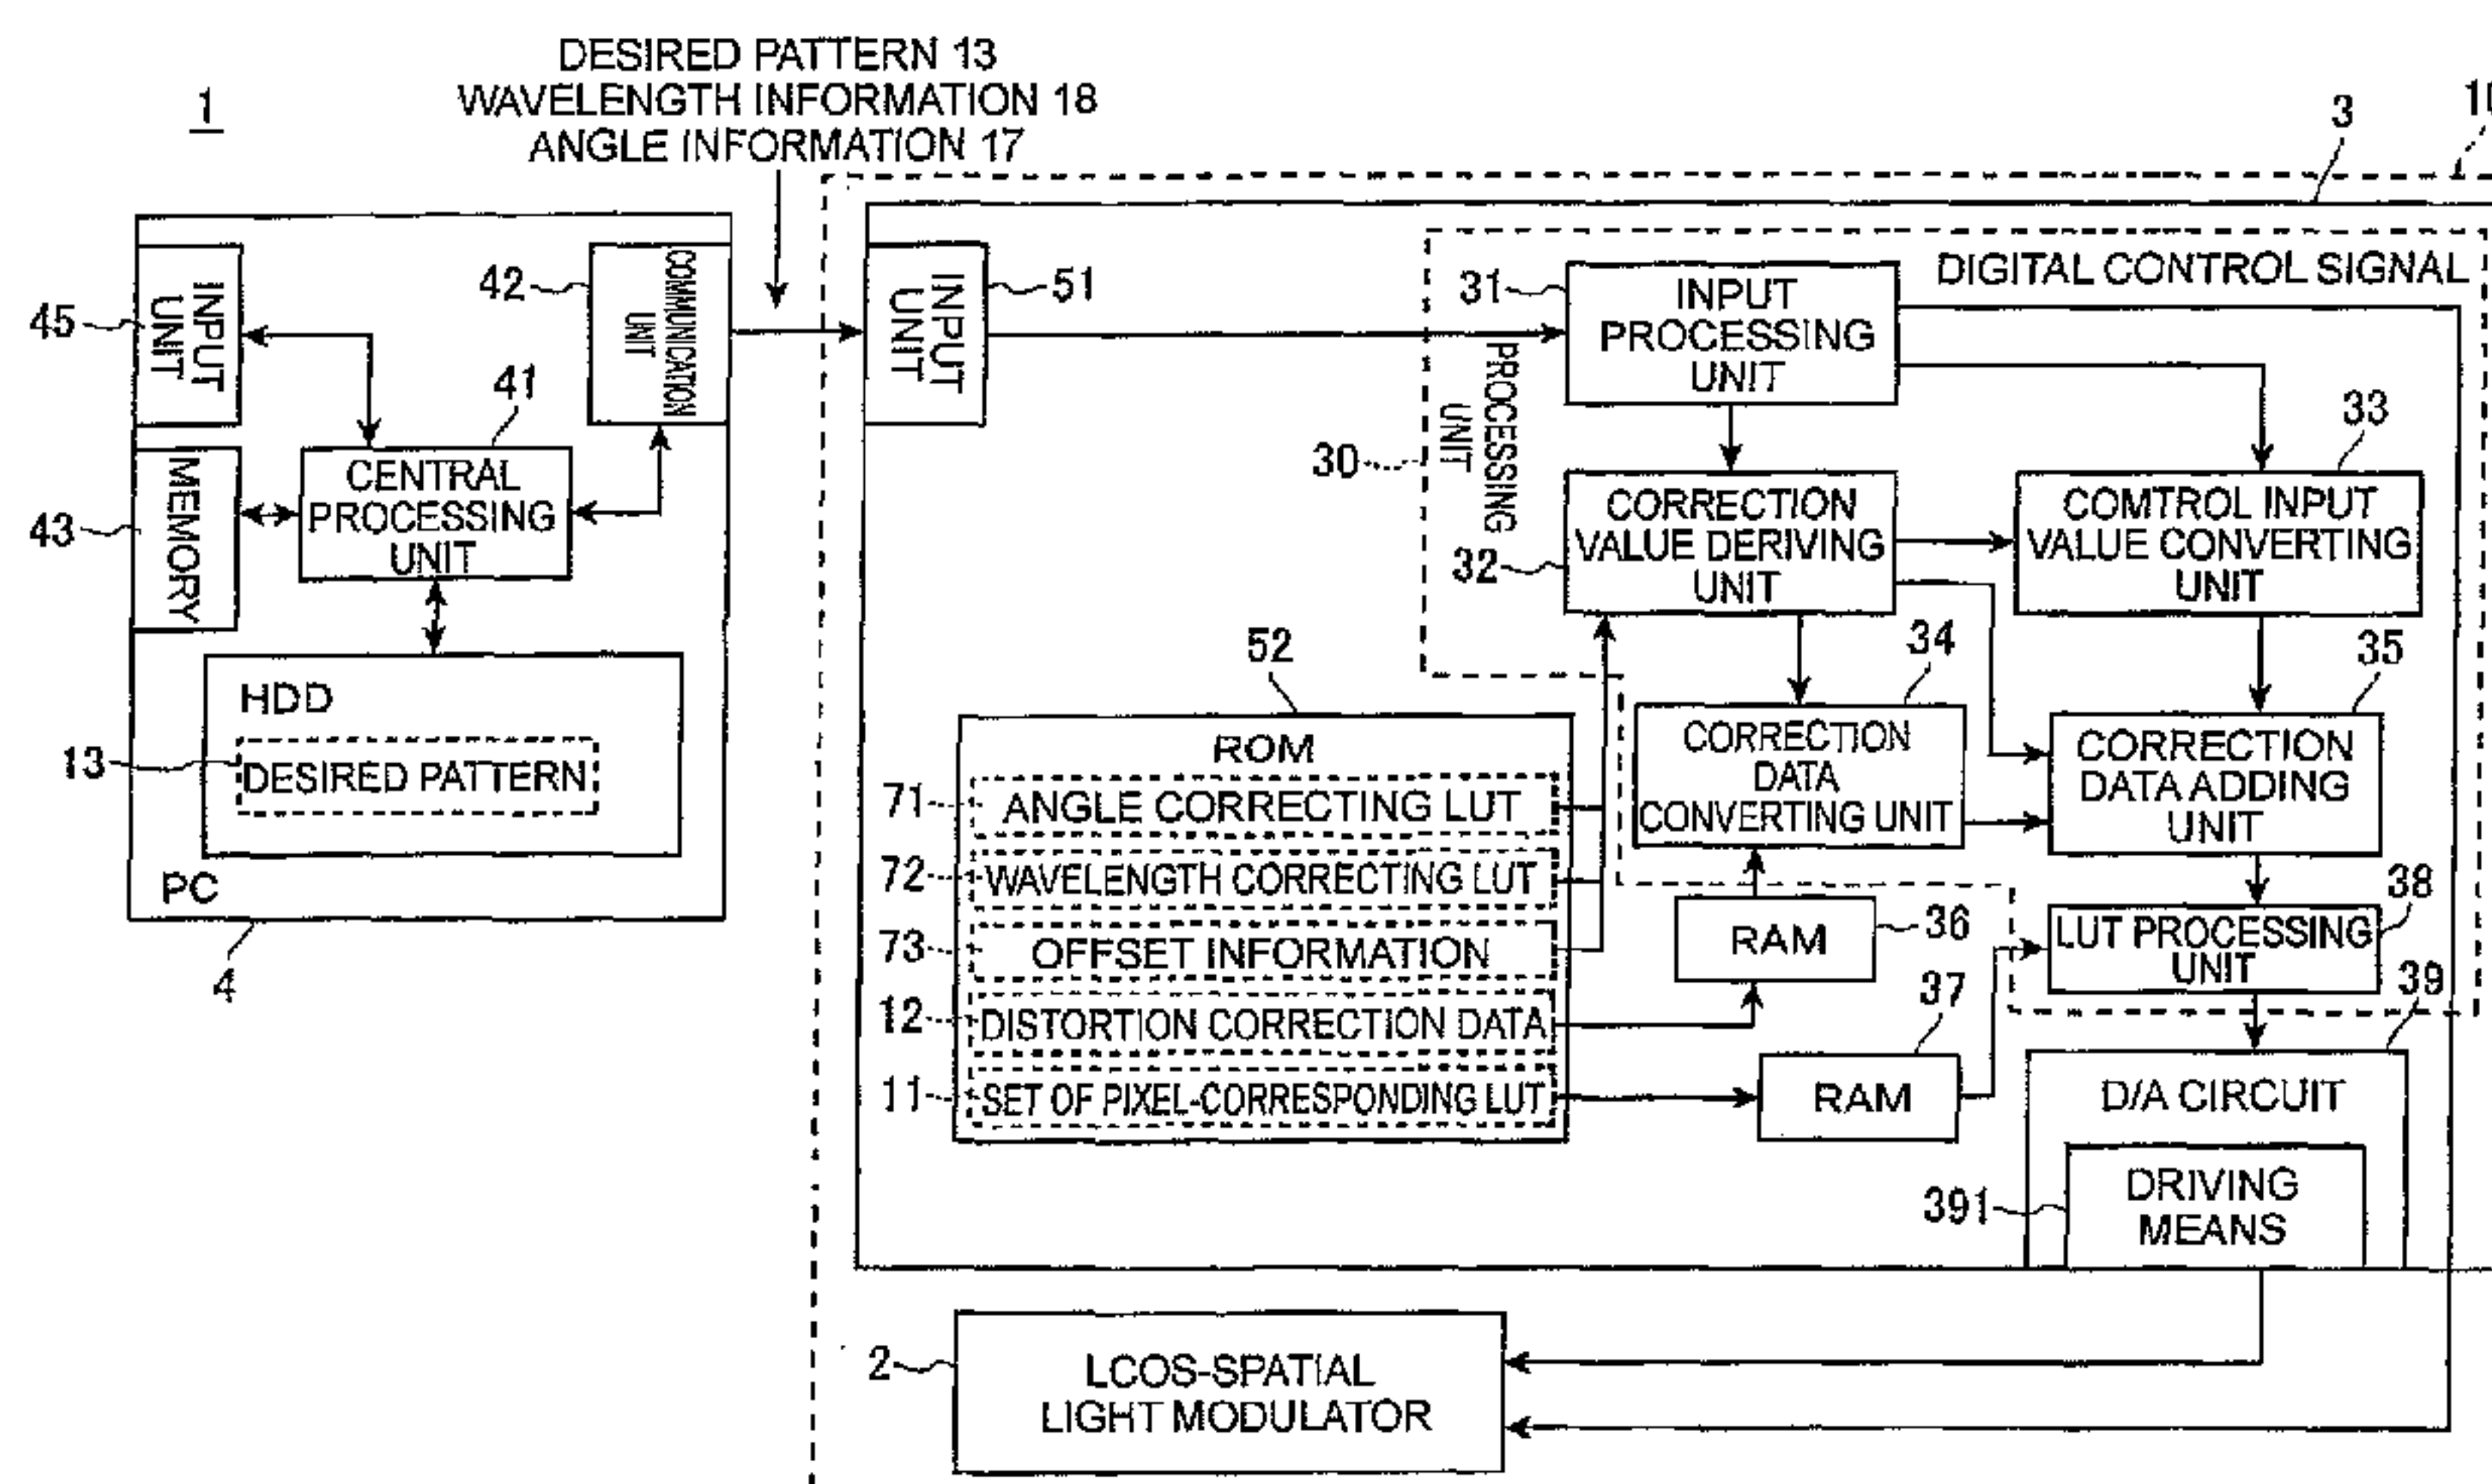 DESIRED PATTERN 13
WAVELENGTH INFORMATION 18
ANGLE INFORMATION 17
1
3
45
INPUT
UNIT
42
COMMUNICATION
UNIT
41
CENTRAL
PROCESSING
UNIT
43
MEMORY
HDD
13
DESIRED PATTERN
PC
4
INPUT
UNIT
51
DIGITAL CONTROL SIGNAL
31
INPUT
PROCESSING
UNIT
30
PROCESSING
UNIT
32
CORRECTION
VALUE DERIVING
UNIT
33
COMTROL INPUT
VALUE CONVERTING
UNIT
34
CORRECTION
DATA
CONVERTING UNIT
35
CORRECTION
DATA ADDING
UNIT
52
ROM
71
ANGLE CORRECTING LUT
72
WAVELENGTH CORRECTING LUT
73
OFFSET INFORMATION
12
DISTORTION CORRECTION DATA
11
SET OF PIXEL-CORRESPONDING LUT
RAM
36
37
RAM
38
LUT PROCESSING
UNIT
39
D/A CIRCUIT
391
DRIVING
MEANS
2
LCOS-SPATIAL
LIGHT MODULATOR